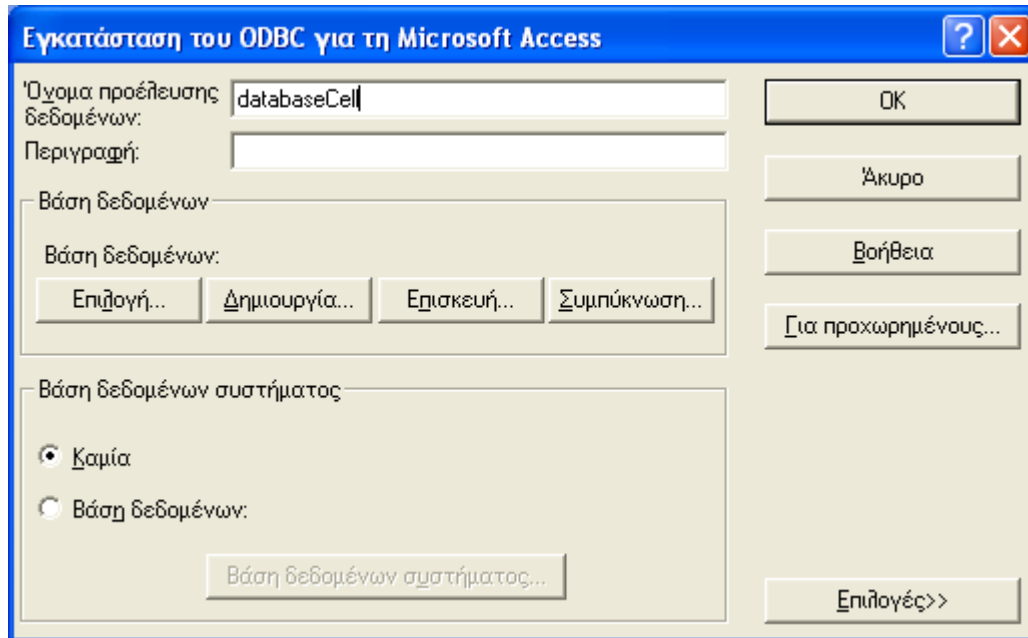 Εγκατάσταση του ODBC για τη Microsoft Access
Όνομα προέλευσης
δεδομένων:
databaseCell
OK
Περιγραφή:
Άκυρο
Βάση δεδομένων
Βάση δεδομένων:
Βοήθεια
Επιλογή... Δημιουργία... Επισκευή... Συμπύκνωση...
Για προχωρημένους...
Βάση δεδομένων συστήματος
Καμία
Βάση δεδομένων:
Βάση δεδομένων συστήματος...
Επιλογές>>